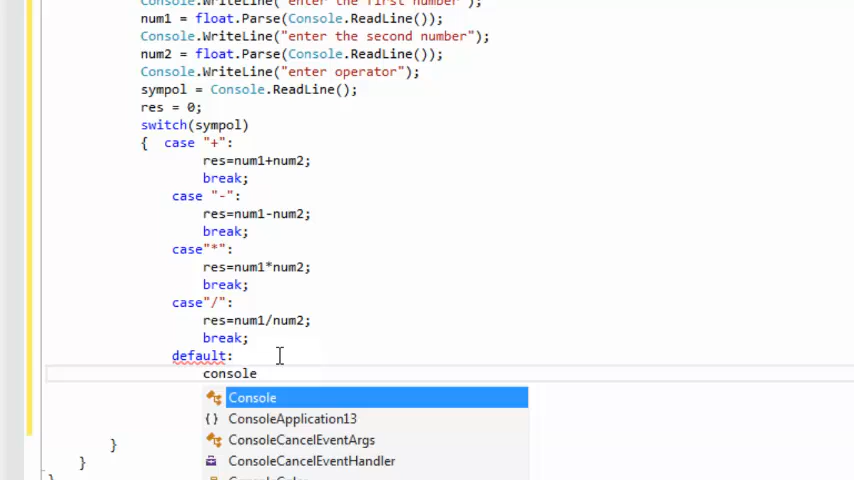 Console.WriteLine("enter the first number");
num1 = float.Parse(Console.ReadLine());
Console.WriteLine("enter the second number");
num2 = float.Parse(Console.ReadLine());
Console.WriteLine("enter operator");
sympol = Console.ReadLine();
res = 0;
switch(sympol)
{  case "+":
res=num1+num2;
break;
case "-":
res=num1-num2;
break;
case"*":
res=num1*num2;
break;
case"/":
res=num1/num2;
break;
default:
console
Console
{ } ConsoleApplication13
ConsoleCancelEventArgs
ConsoleCancelEventHandler
}
}
}